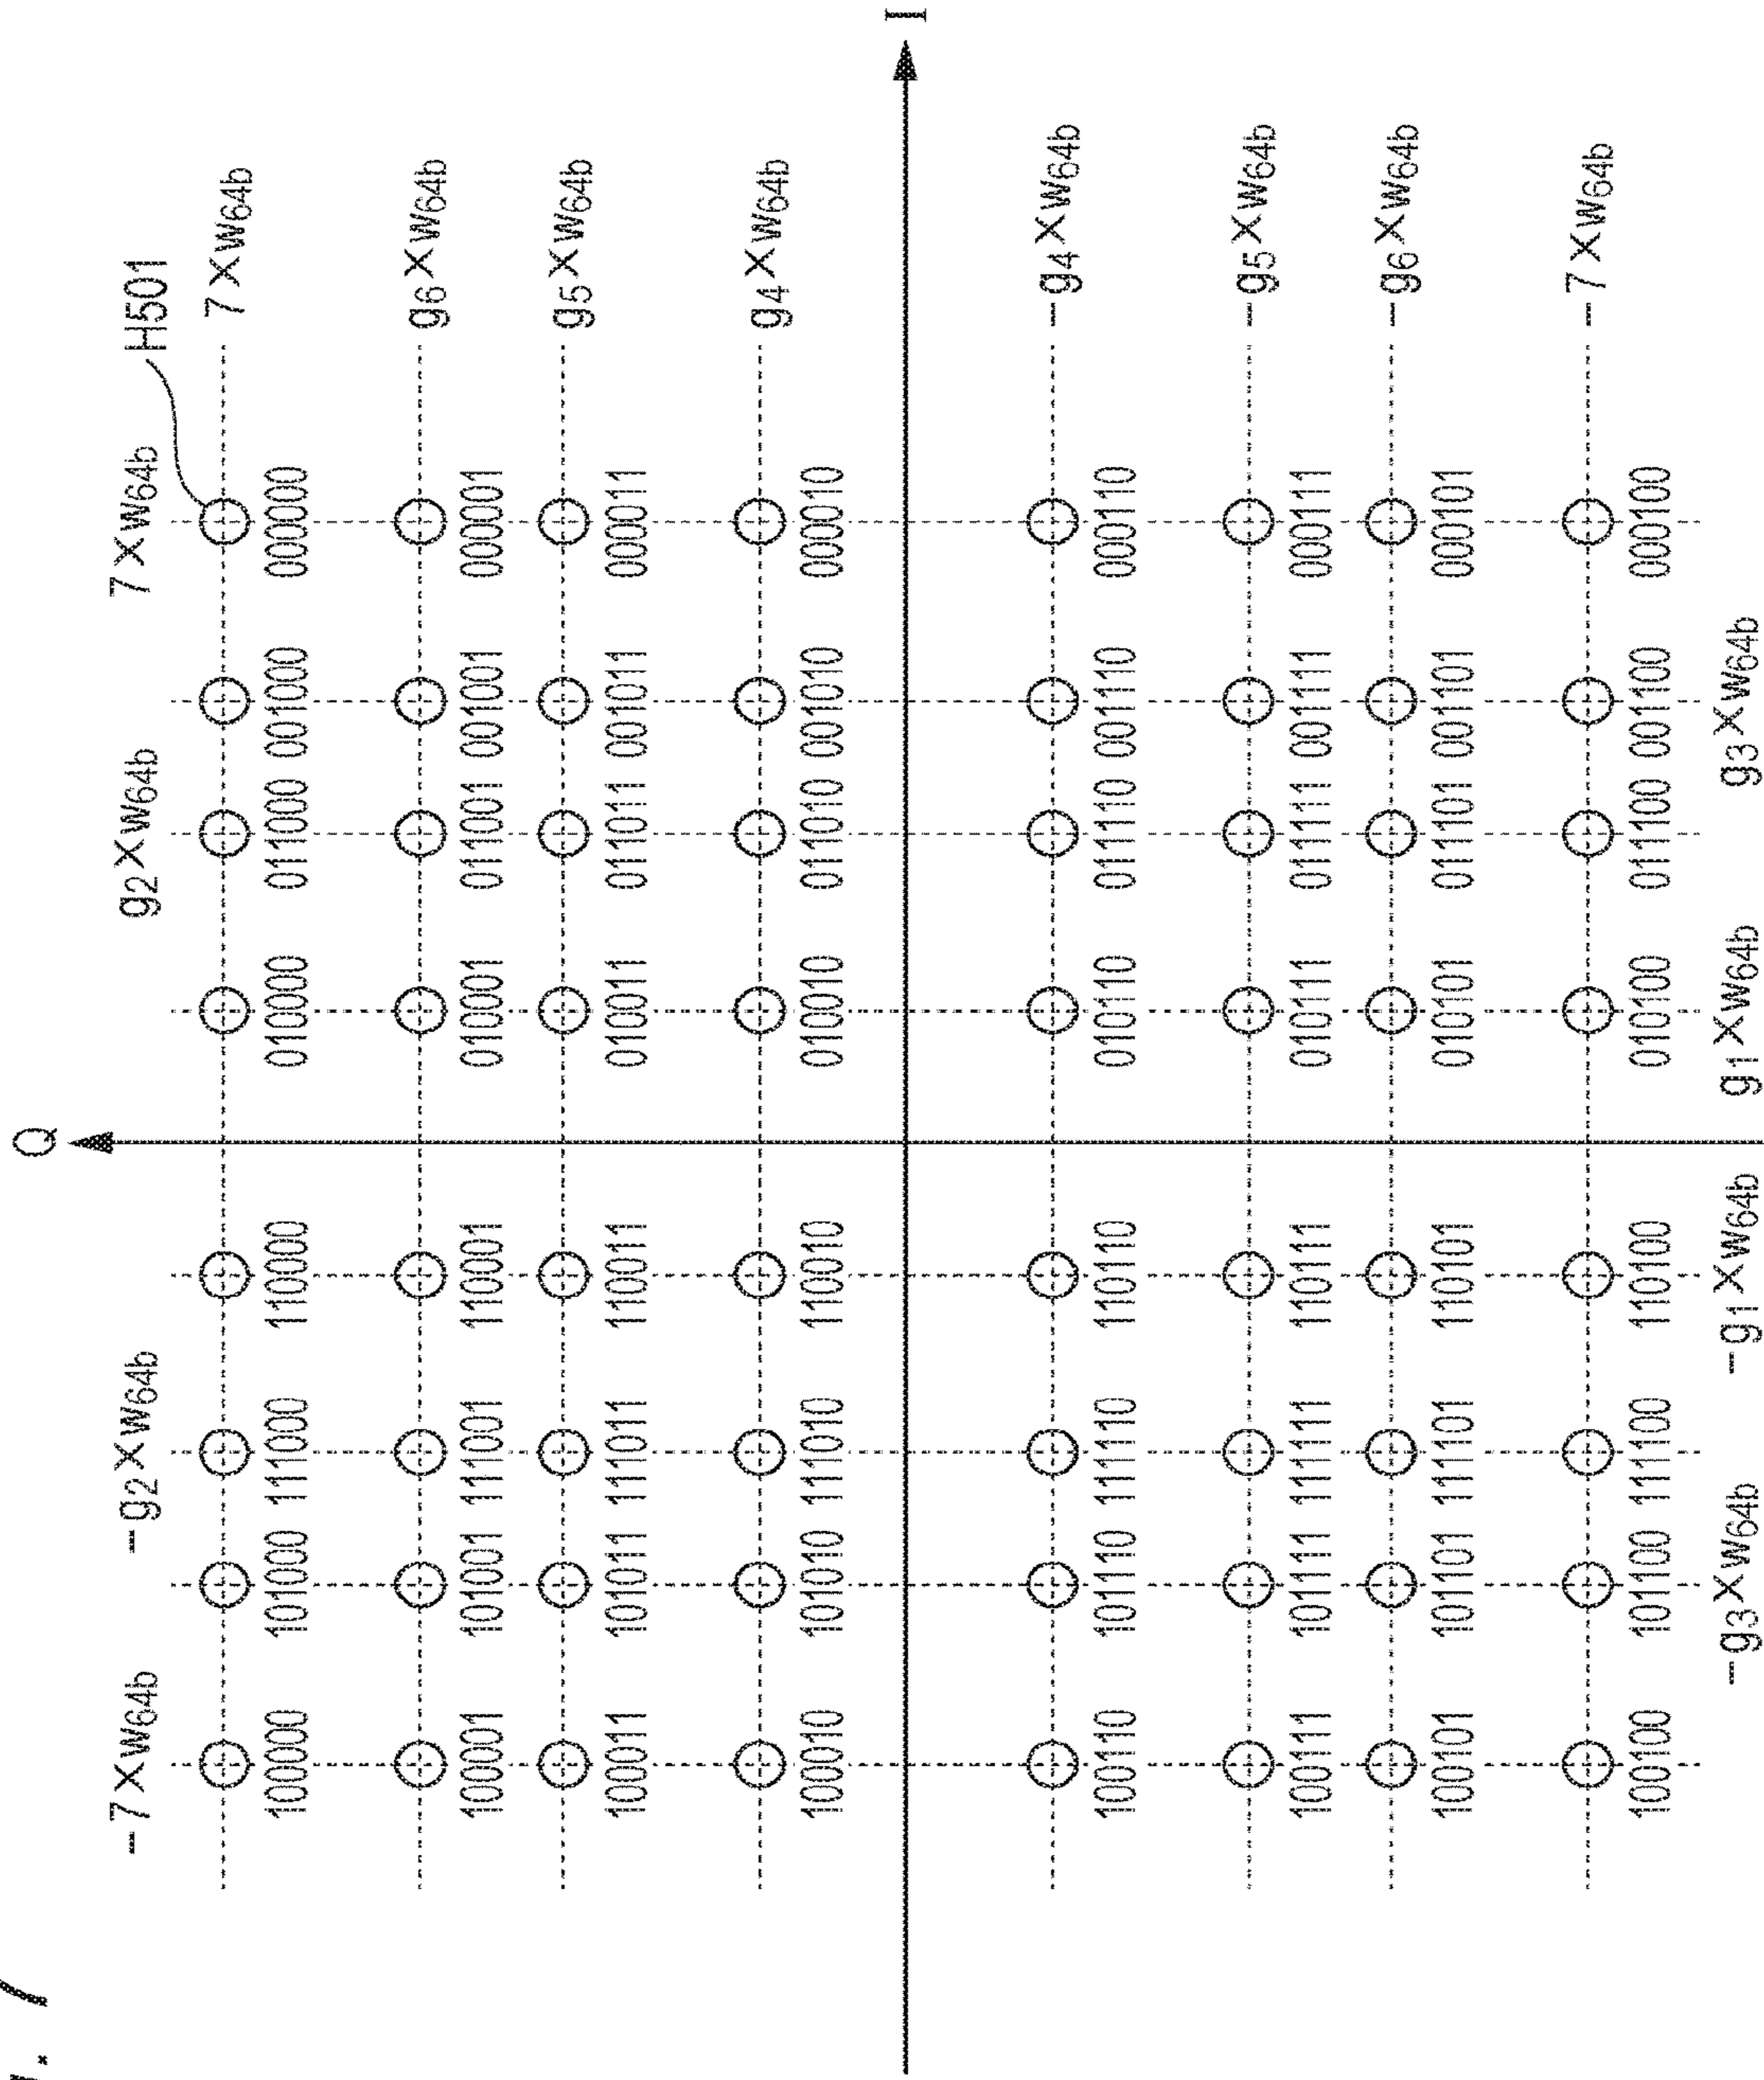 Q
−7×w64b −g2×w64b g2×w64b 7×w64b H501
7×w64b
100000 101000 111000 110000 010000 011000 001000 000000
g6×w64b
100001 101001 111001 110001 010001 011001 001001 000001
g5×w64b
100011 101011 111011 110011 010011 011011 001011 000011
g4×w64b
100010 101010 111010 110010 010010 011010 001010 000010
I
−g4×w64b
100110 101110 111110 110110 010110 011110 001110 000110
−g5×w64b
100111 101111 111111 110111 010111 011111 001111 000111
−g6×w64b
100101 101101 111101 110101 010101 011101 001101 000101
−7×w64b
100100 101100 111100 110100 010100 011100 001100 000100
−g3×w64b −g1×w64b g1×w64b g3×w64b